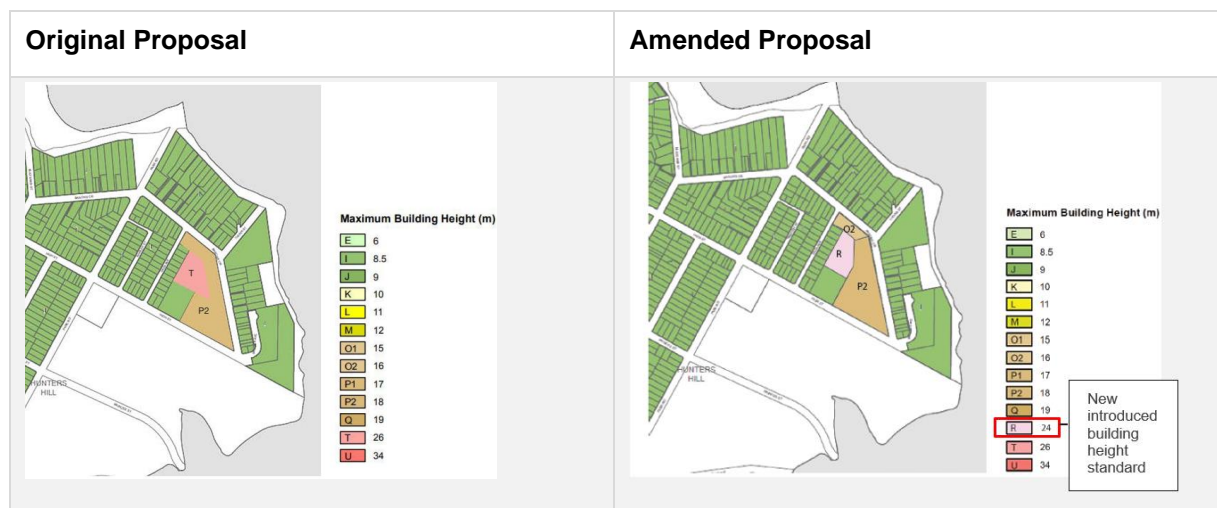 Original Proposal
Amended Proposal
T
P2
HUNTERS
HILL
Maximum Building Height (m)
E 6
I 8.5
J 9
K 10
L 11
M 12
O1 15
O2 16
P1 17
P2 18
Q 19
T 26
U 34
O2
R
P2
HUNTERS
HILL
Maximum Building Height (m)
E 6
I 8.5
J 9
K 10
L 11
M 12
O1 15
O2 16
P1 17
P2 18
Q 19
R 24
T 26
U 34
New
introduced
building
height
standard